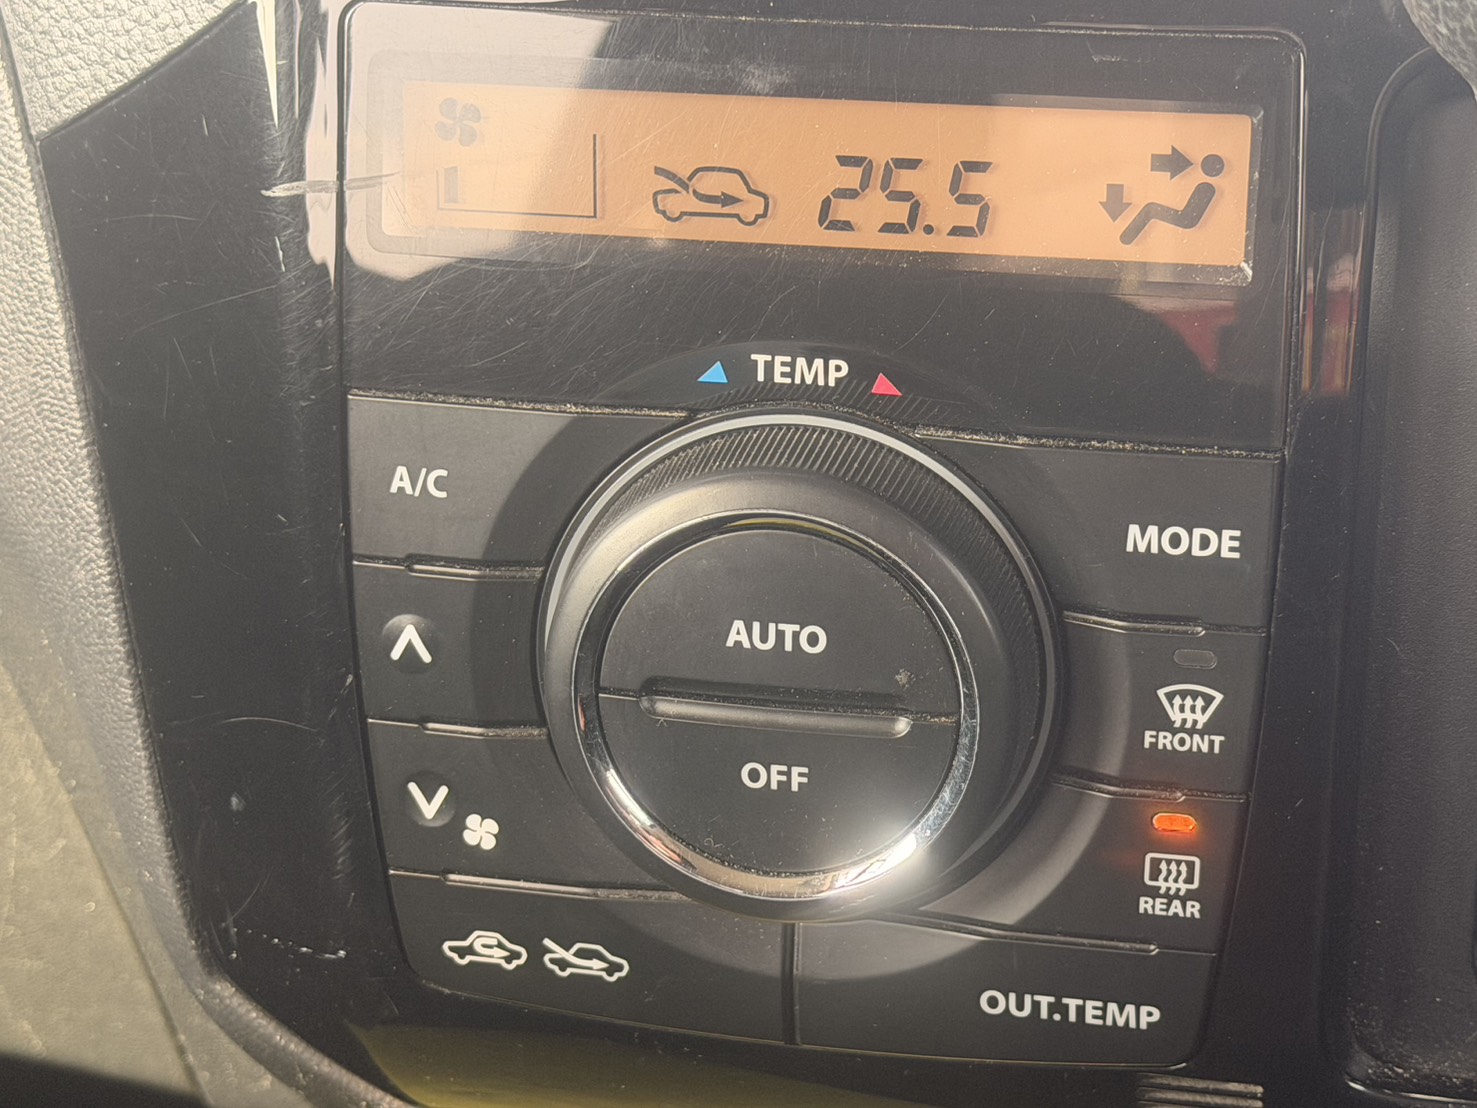 25.5
TEMP
A/C
MODE
AUTO
OFF
FRONT
REAR
OUT.TEMP